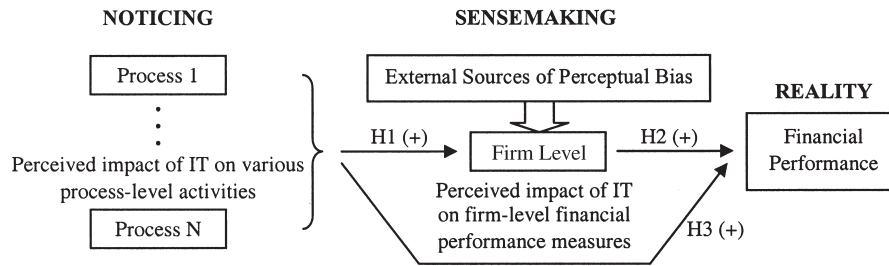 NOTICING
Process 1
Perceived impact of IT on various
process-level activities
Process N
SENSEMAKING
External Sources of Perceptual Bias
H1 (+)
Firm Level
H2 (+)
Perceived impact of IT
on firm-level financial
performance measures
H3 (+)
REALITY
Financial
Performance